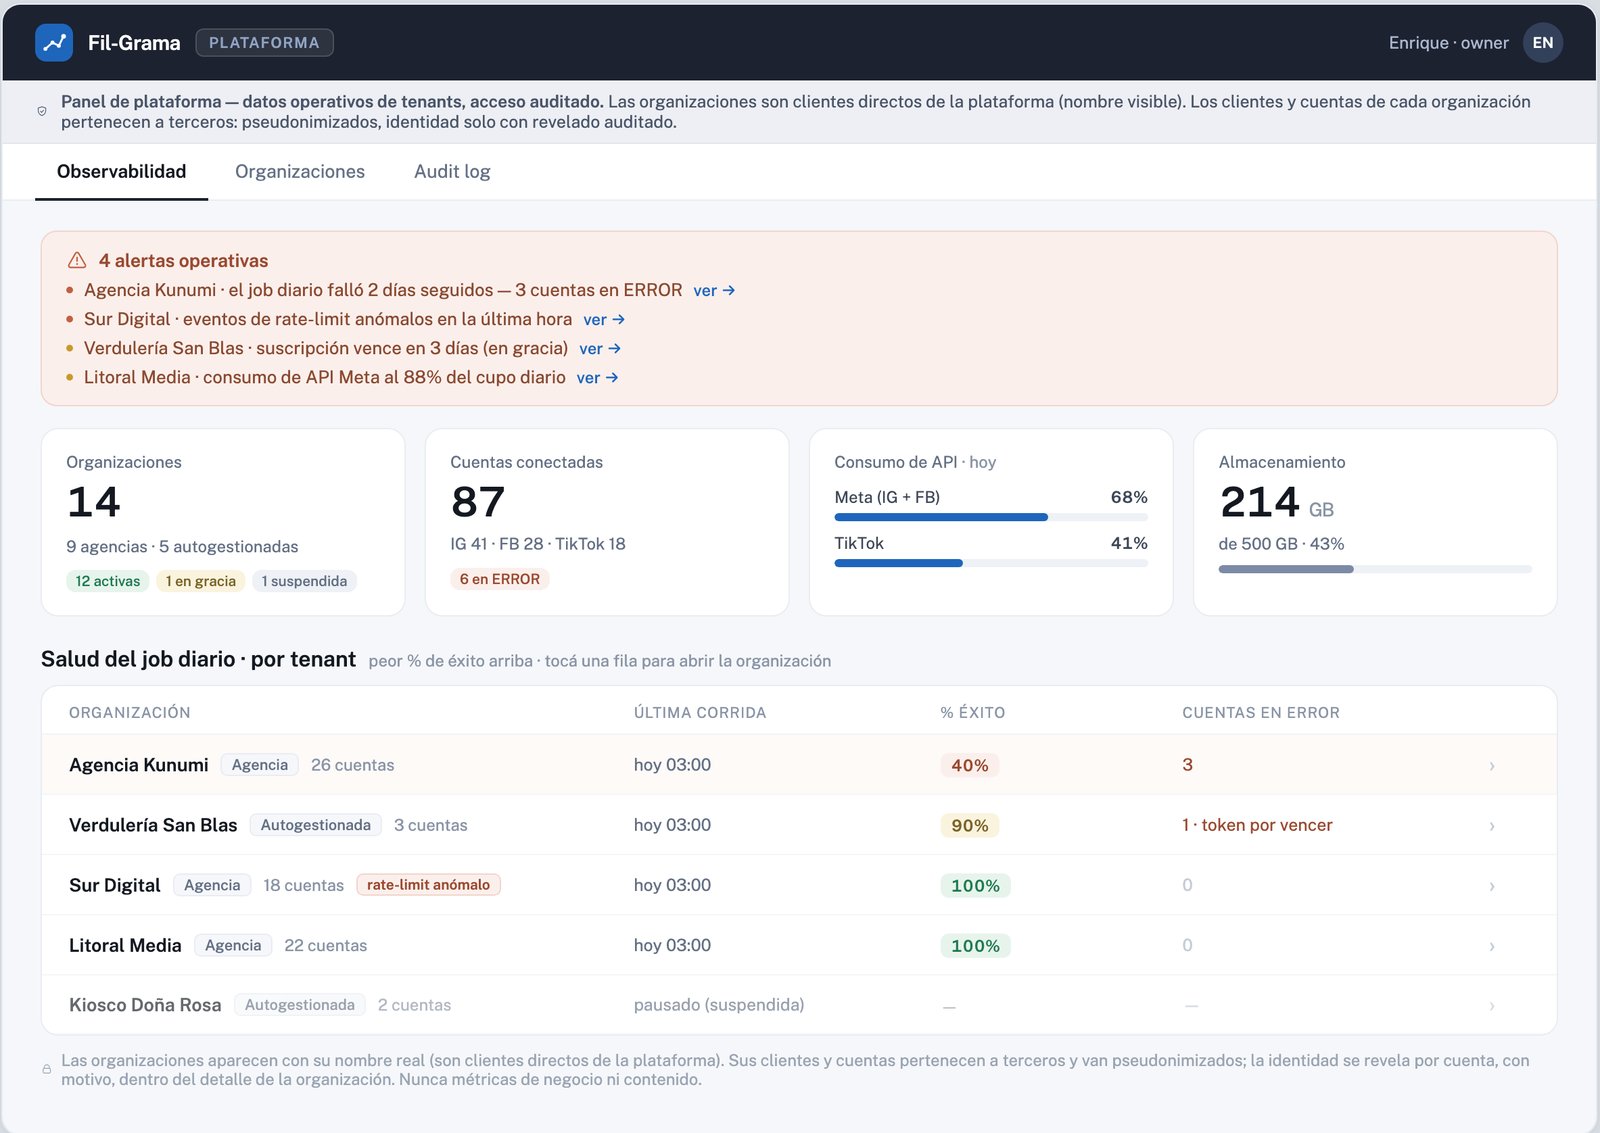 Fil-Grama PLATAFORMA Enrique · owner EN
Panel de plataforma — datos operativos de tenants, acceso auditado. Las organizaciones son clientes directos de la plataforma (nombre visible). Los clientes y cuentas de cada organización
pertenecen a terceros: pseudonimizados, identidad solo con revelado auditado.
Observabilidad Organizaciones Audit log
4 alertas operativas
Agencia Kunumi · el job diario falló 2 días seguidos — 3 cuentas en ERROR ver →
Sur Digital · eventos de rate-limit anómalos en la última hora ver →
Verdulería San Blas · suscripción vence en 3 días (en gracia) ver →
Litoral Media · consumo de API Meta al 88% del cupo diario ver →
Organizaciones
14
9 agencias · 5 autogestionadas
12 activas 1 en gracia 1 suspendida
Cuentas conectadas
87
IG 41 · FB 28 · TikTok 18
6 en ERROR
Consumo de API · hoy
Meta (IG + FB) 68%
TikTok 41%
Almacenamiento
214 GB
de 500 GB · 43%
Salud del job diario · por tenant peor % de éxito arriba · tocá una fila para abrir la organización
ORGANIZACIÓN ÚLTIMA CORRIDA % ÉXITO CUENTAS EN ERROR
Agencia Kunumi Agencia 26 cuentas hoy 03:00 40% 3 ›
Verdulería San Blas Autogestionada 3 cuentas hoy 03:00 90% 1 · token por vencer ›
Sur Digital Agencia 18 cuentas rate-limit anómalo hoy 03:00 100% 0 ›
Litoral Media Agencia 22 cuentas hoy 03:00 100% 0 ›
Kiosco Doña Rosa Autogestionada 2 cuentas pausado (suspendida) — — ›
Las organizaciones aparecen con su nombre real (son clientes directos de la plataforma). Sus clientes y cuentas pertenecen a terceros y van pseudonimizados; la identidad se revela por cuenta, con
motivo, dentro del detalle de la organización. Nunca métricas de negocio ni contenido.